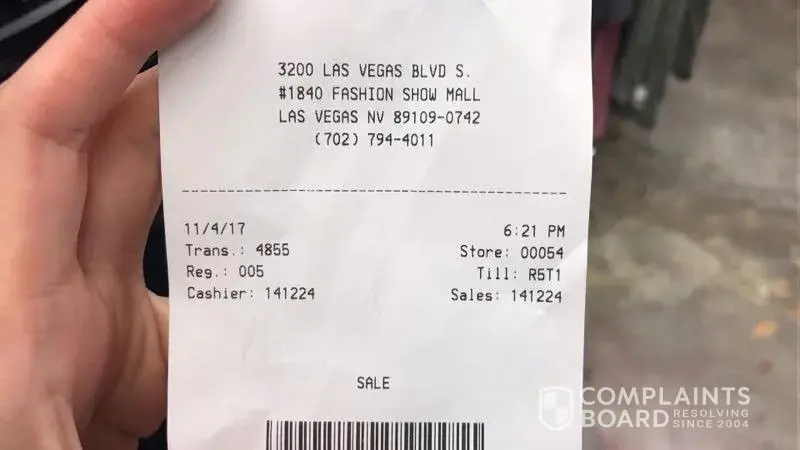 3200 LAS VEGAS BLVD S.
#1840 FASHION SHOW MALL
LAS VEGAS NV 89109-0742
(702) 794-4011
--------------------------------------------------
11/4/17 6:21 PM
Trans.: 4855 Store: 00054
Reg.: 005 Till: R5T1
Cashier: 141224 Sales: 141224
SALE
COMPLAINTS
BOARD RESOLVING
SINCE 2004